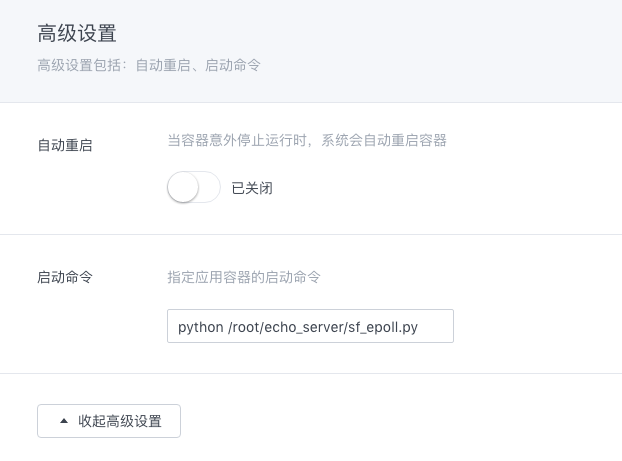 高级设置
高级设置包括：自动重启、启动命令
自动重启
当容器意外停止运行时，系统会自动重启容器
已关闭
启动命令
指定应用容器的启动命令
python /root/echo_server/sf_epoll.py
收起高级设置